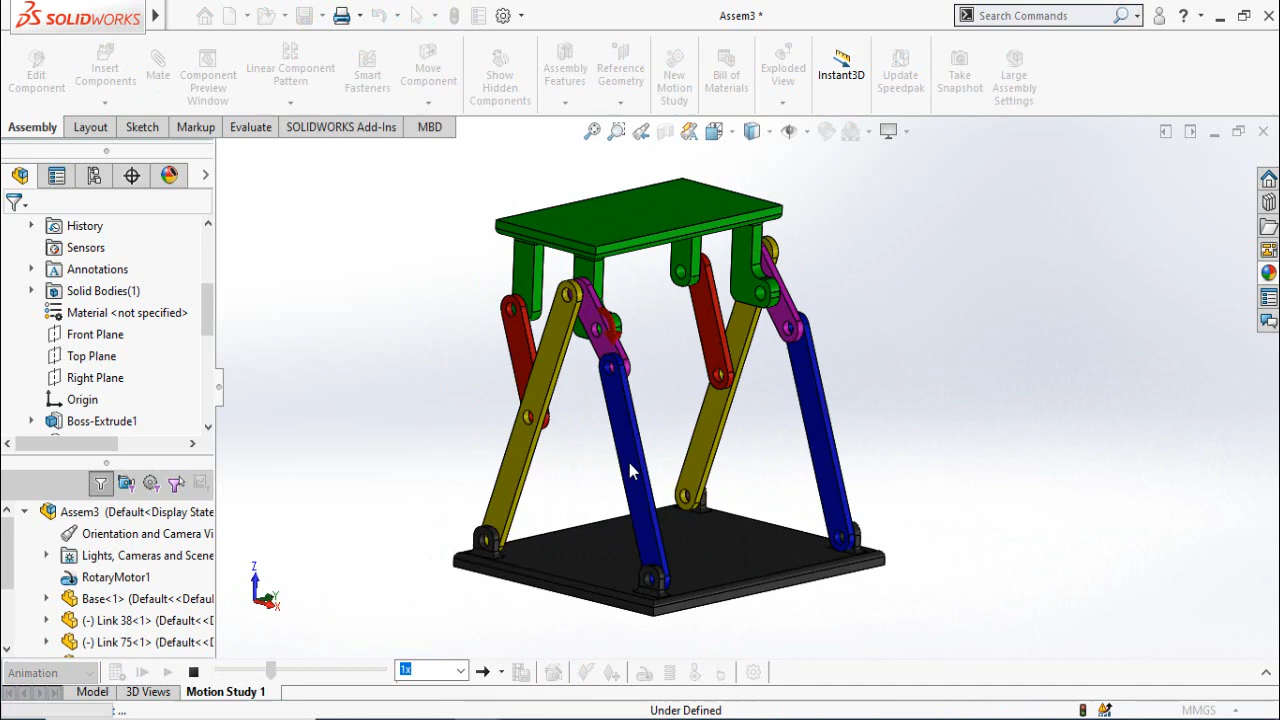 SOLIDWORKS
Assem3 *
Search Commands
?
Edit Component
Insert Components
Mate
Component Preview Window
Linear Component Pattern
Smart Fasteners
Move Component
Show Hidden Components
Assembly Features
Reference Geometry
New Motion Study
Bill of Materials
Exploded View
Instant3D
Update Speedpak
Take Snapshot
Large Assembly Settings
Assembly
Layout
Sketch
Markup
Evaluate
SOLIDWORKS Add-Ins
MBD
History
Sensors
Annotations
Solid Bodies(1)
Material <not specified>
Front Plane
Top Plane
Right Plane
Origin
Boss-Extrude1
Assem3 (Default<Display State
Orientation and Camera Vi
Lights, Cameras and Scene
RotaryMotor1
Base<1> (Default<<Defaul
(-) Link 38<1> (Default<<D
(-) Link 75<1> (Default<<D
Z
Y
X
Animation
1x
Model
3D Views
Motion Study 1
: ...
Under Defined
MMGS